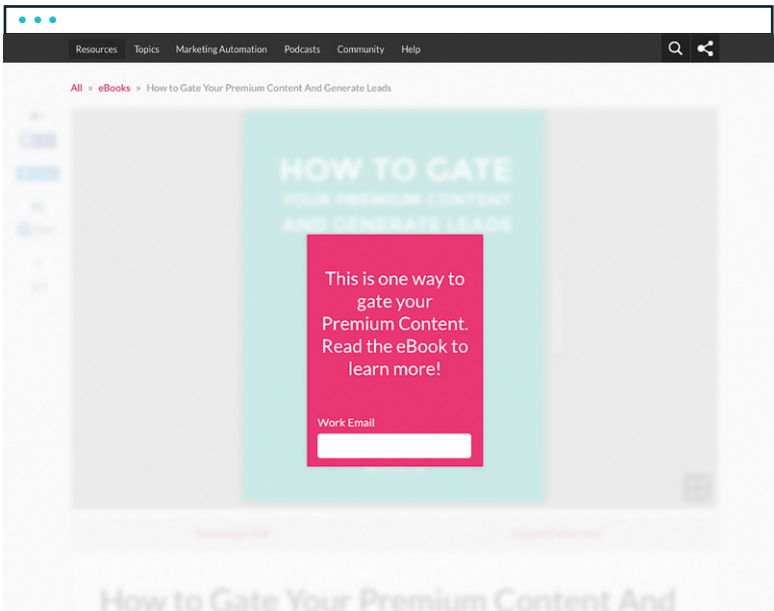 Resources Topics Marketing Automation Podcasts Community Help
All » eBooks » How to Gate Your Premium Content And Generate Leads
HOW TO GATE
YOUR PREMIUM CONTENT
AND GENERATE LEADS
This is one way to
gate your
Premium Content.
Read the eBook to
learn more!
Work Email
How to Gate Your Premium Content And